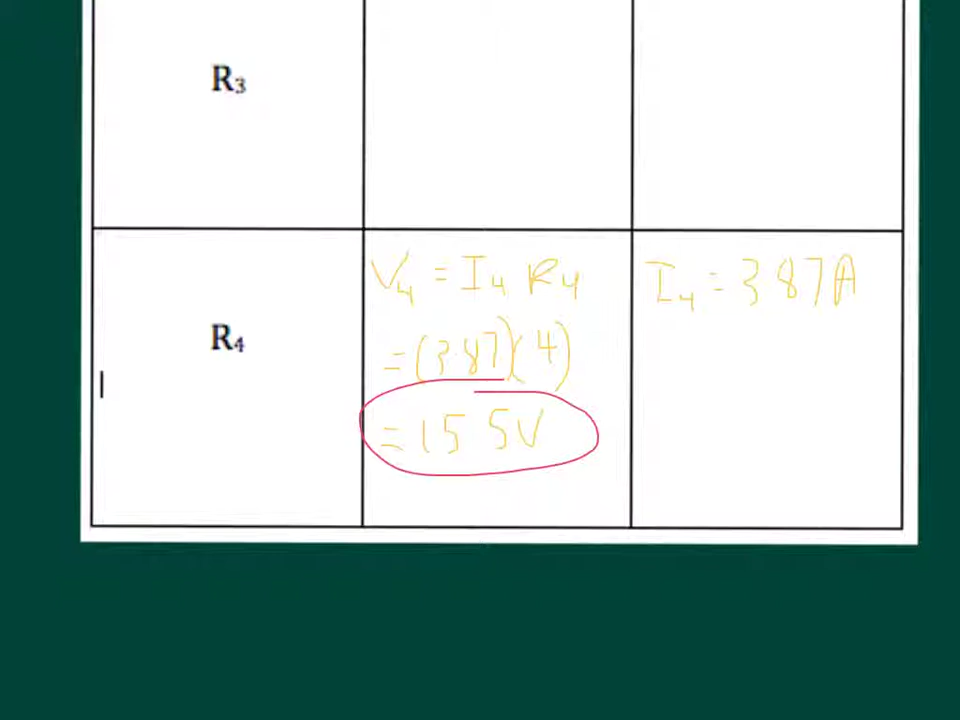 R₃
R₄
V₄ = I₄ R₄
= (3 87)(4)
= 15 5V
I₄ = 3 87A